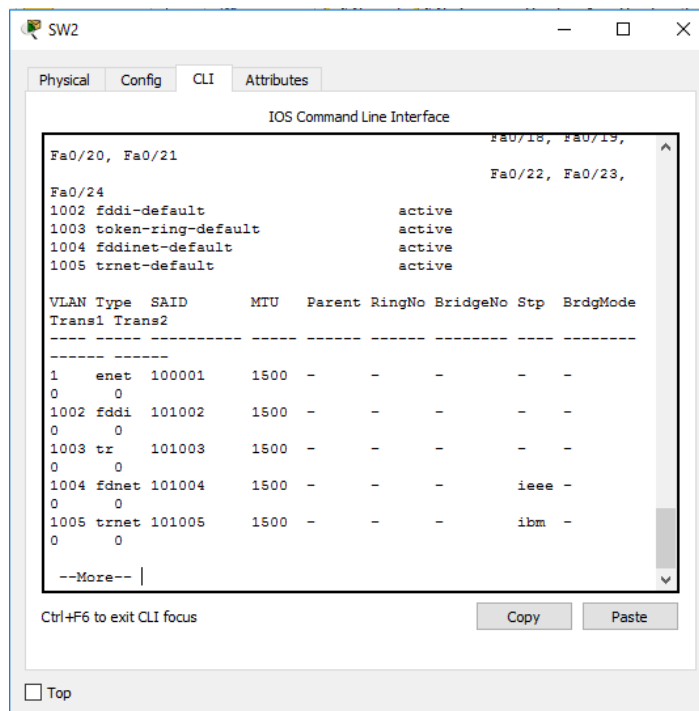 SW2
Physical Config CLI Attributes
IOS Command Line Interface
Fa0/18, Fa0/19,
Fa0/20, Fa0/21
Fa0/22, Fa0/23,
Fa0/24
1002 fddi-default active
1003 token-ring-default active
1004 fddinet-default active
1005 trnet-default active
VLAN Type SAID MTU Parent RingNo BridgeNo Stp BrdgMode
Trans1 Trans2
---- ----- ---------- ----- ------ ------ -------- ---- --------
------ ------
1 enet 100001 1500 - - - - -
0 0
1002 fddi 101002 1500 - - - - -
0 0
1003 tr 101003 1500 - - - - -
0 0
1004 fdnet 101004 1500 - - - ieee -
0 0
1005 trnet 101005 1500 - - - ibm -
0 0
--More--
Ctrl+F6 to exit CLI focus
Copy Paste
Top